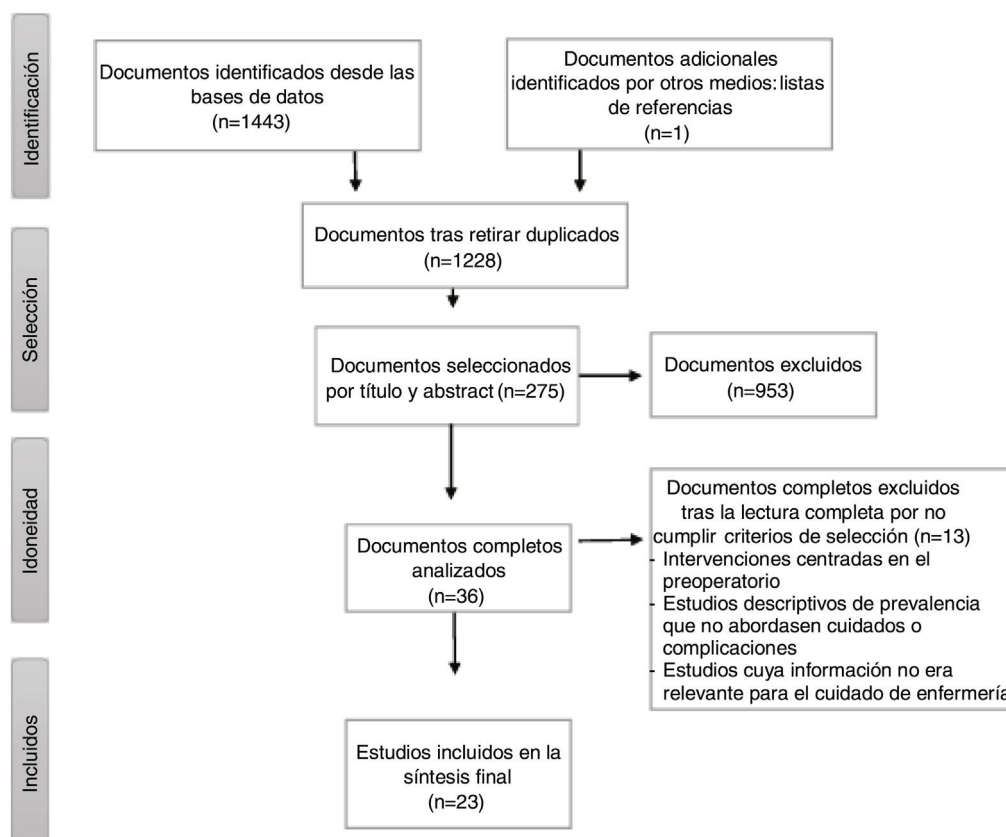 Identificación
Documentos identificados desde las
bases de datos
(n=1443)
Documentos adicionales
identificados por otros medios: listas
de referencias
(n=1)
Selección
Documentos tras retirar duplicados
(n=1228)
Documentos seleccionados
por título y abstract (n=275)
Documentos excluidos
(n=953)
Idoneidad
Documentos completos
analizados
(n=36)
Documentos completos excluidos
tras la lectura completa por no
cumplir criterios de selección (n=13)
- Intervenciones centradas en el
preoperatorio
- Estudios descriptivos de prevalencia
que no abordasen cuidados o
complicaciones
- Estudios cuya información no era
relevante para el cuidado de enfermería
Incluidos
Estudios incluidos en la
síntesis final
(n=23)